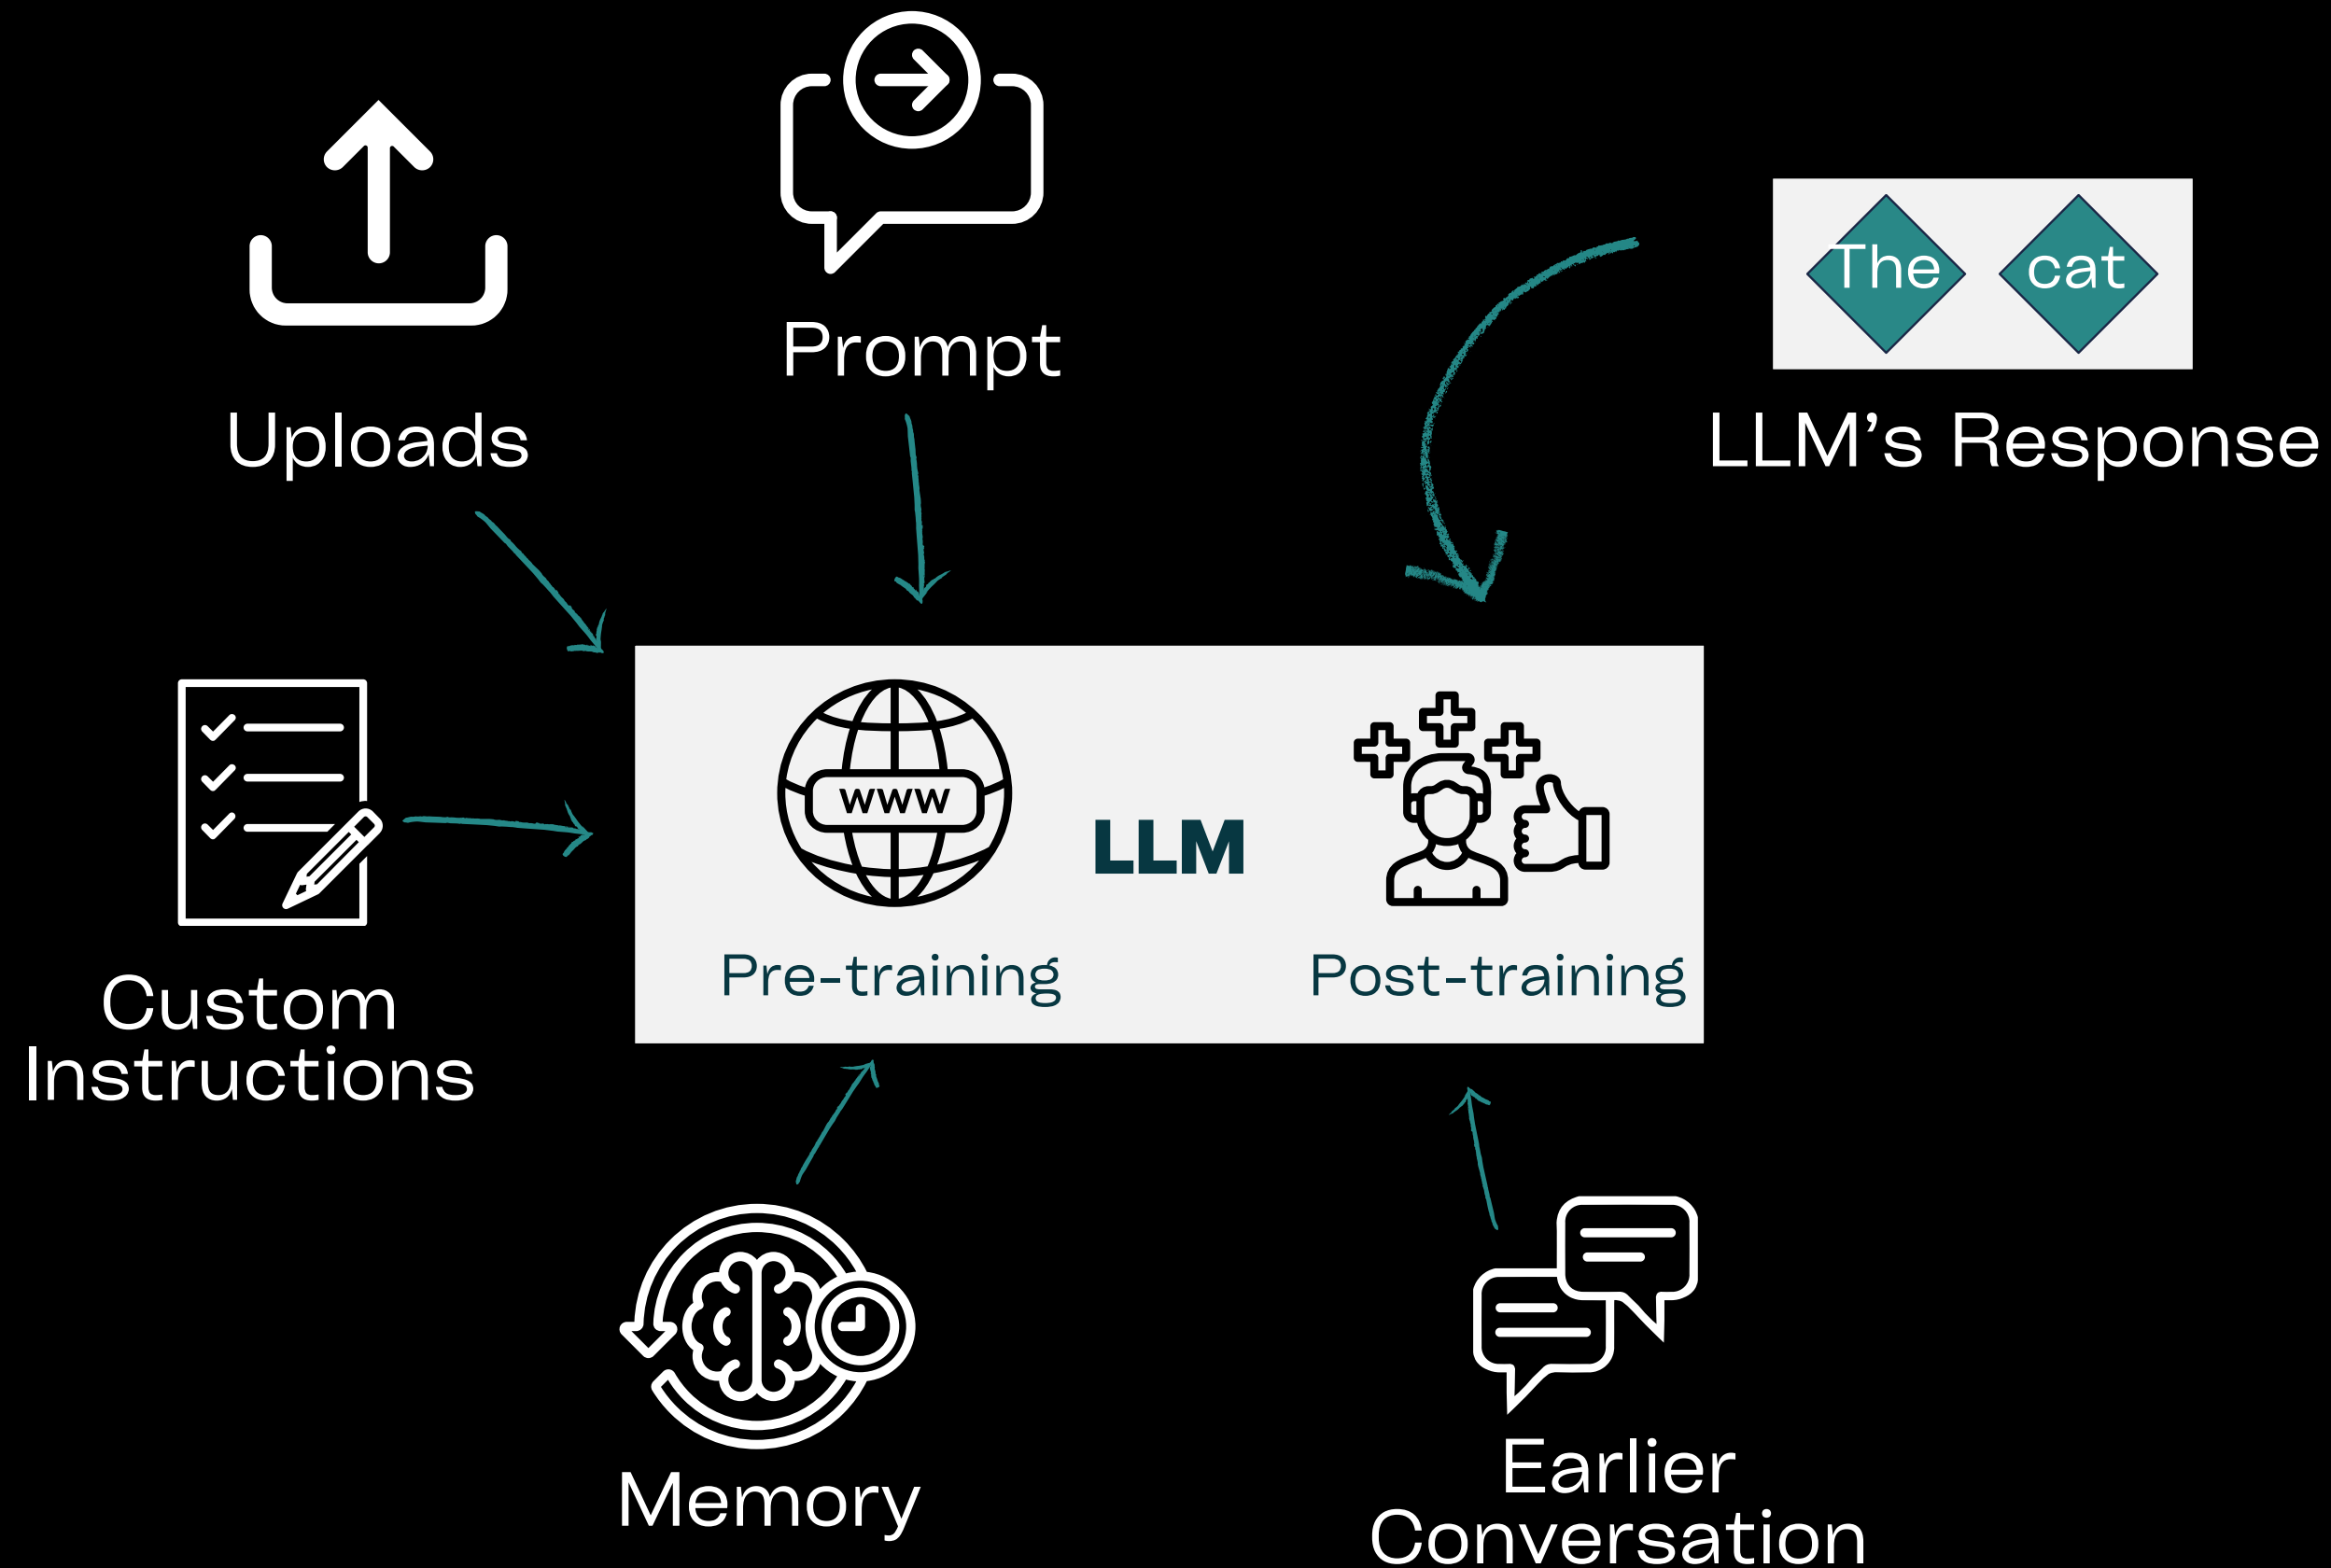 Prompt
Uploads
The
cat
LLM’s Response
www
LLM
Pre-training
Post-training
Custom
Instructions
Memory
Earlier
Conversation